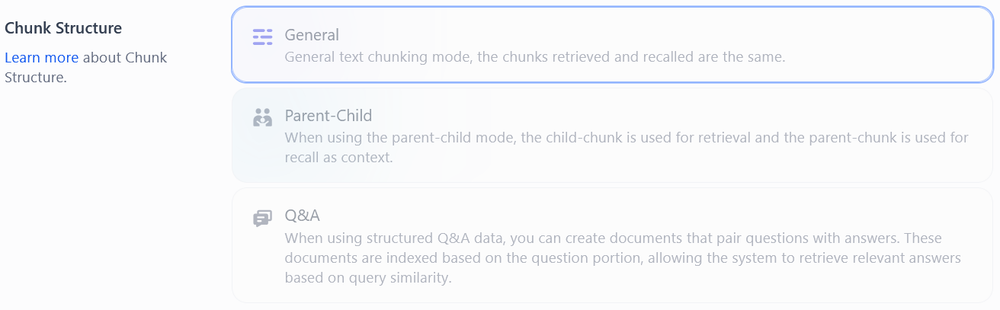 Chunk Structure
Learn more about Chunk
Structure.
General
General text chunking mode, the chunks retrieved and recalled are the same.
Parent-Child
When using the parent-child mode, the child-chunk is used for retrieval and the parent-chunk is used for
recall as context.
Q&A
When using structured Q&A data, you can create documents that pair questions with answers. These
documents are indexed based on the question portion, allowing the system to retrieve relevant answers
based on query similarity.